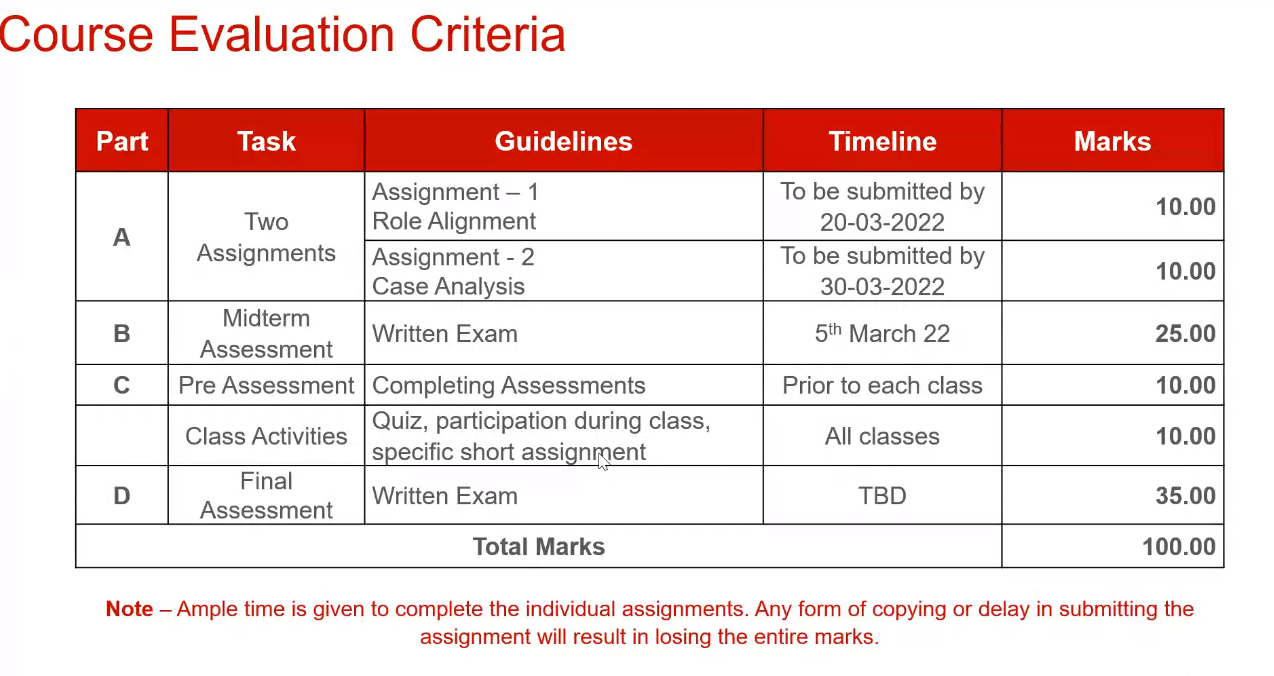 Course Evaluation Criteria
Part Task Guidelines Timeline Marks
A
Two
Assignments
Assignment – 1
Role Alignment
To be submitted by
20-03-2022
10.00
Assignment - 2
Case Analysis
To be submitted by
30-03-2022
10.00
B
Midterm
Assessment
Written Exam
5th March 22
25.00
C
Pre Assessment
Completing Assessments
Prior to each class
10.00
Class Activities
Quiz, participation during class,
specific short assignment
All classes
10.00
D
Final
Assessment
Written Exam
TBD
35.00
Total Marks
100.00
Note – Ample time is given to complete the individual assignments. Any form of copying or delay in submitting the
assignment will result in losing the entire marks.